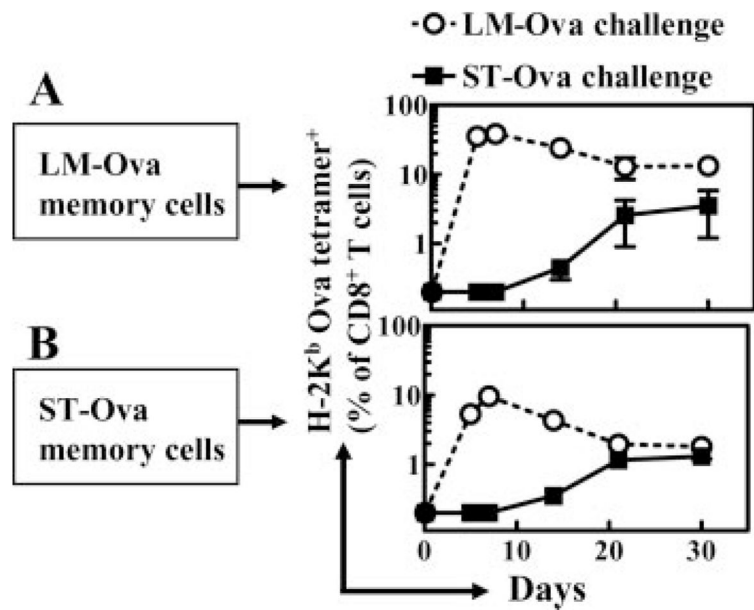 LM-Ova challenge
ST-Ova challenge
A
LM-Ova
memory cells
B
ST-Ova
memory cells
H-2Kᵇ Ova tetramer⁺
(% of CD8⁺ T cells)
100
10
1
100
10
1
0 10 20 30
Days